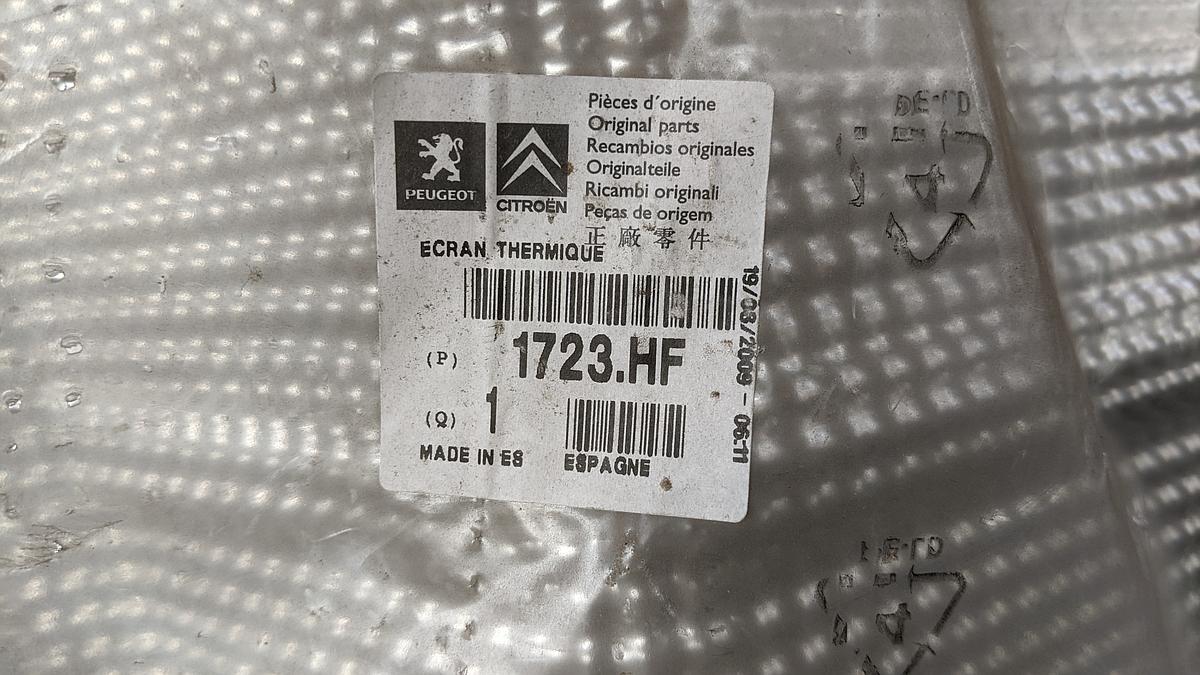 PEUGEOT
CITROËN
Pièces d'origine
Original parts
Recambios originales
Originalteile
Ricambi originali
Peças de origem
正廠零件
ECRAN THERMIQUE
(P) 1723.HF
(Q) 1
MADE IN ES ESPAGNE
19/03/2009 - 06:11
4